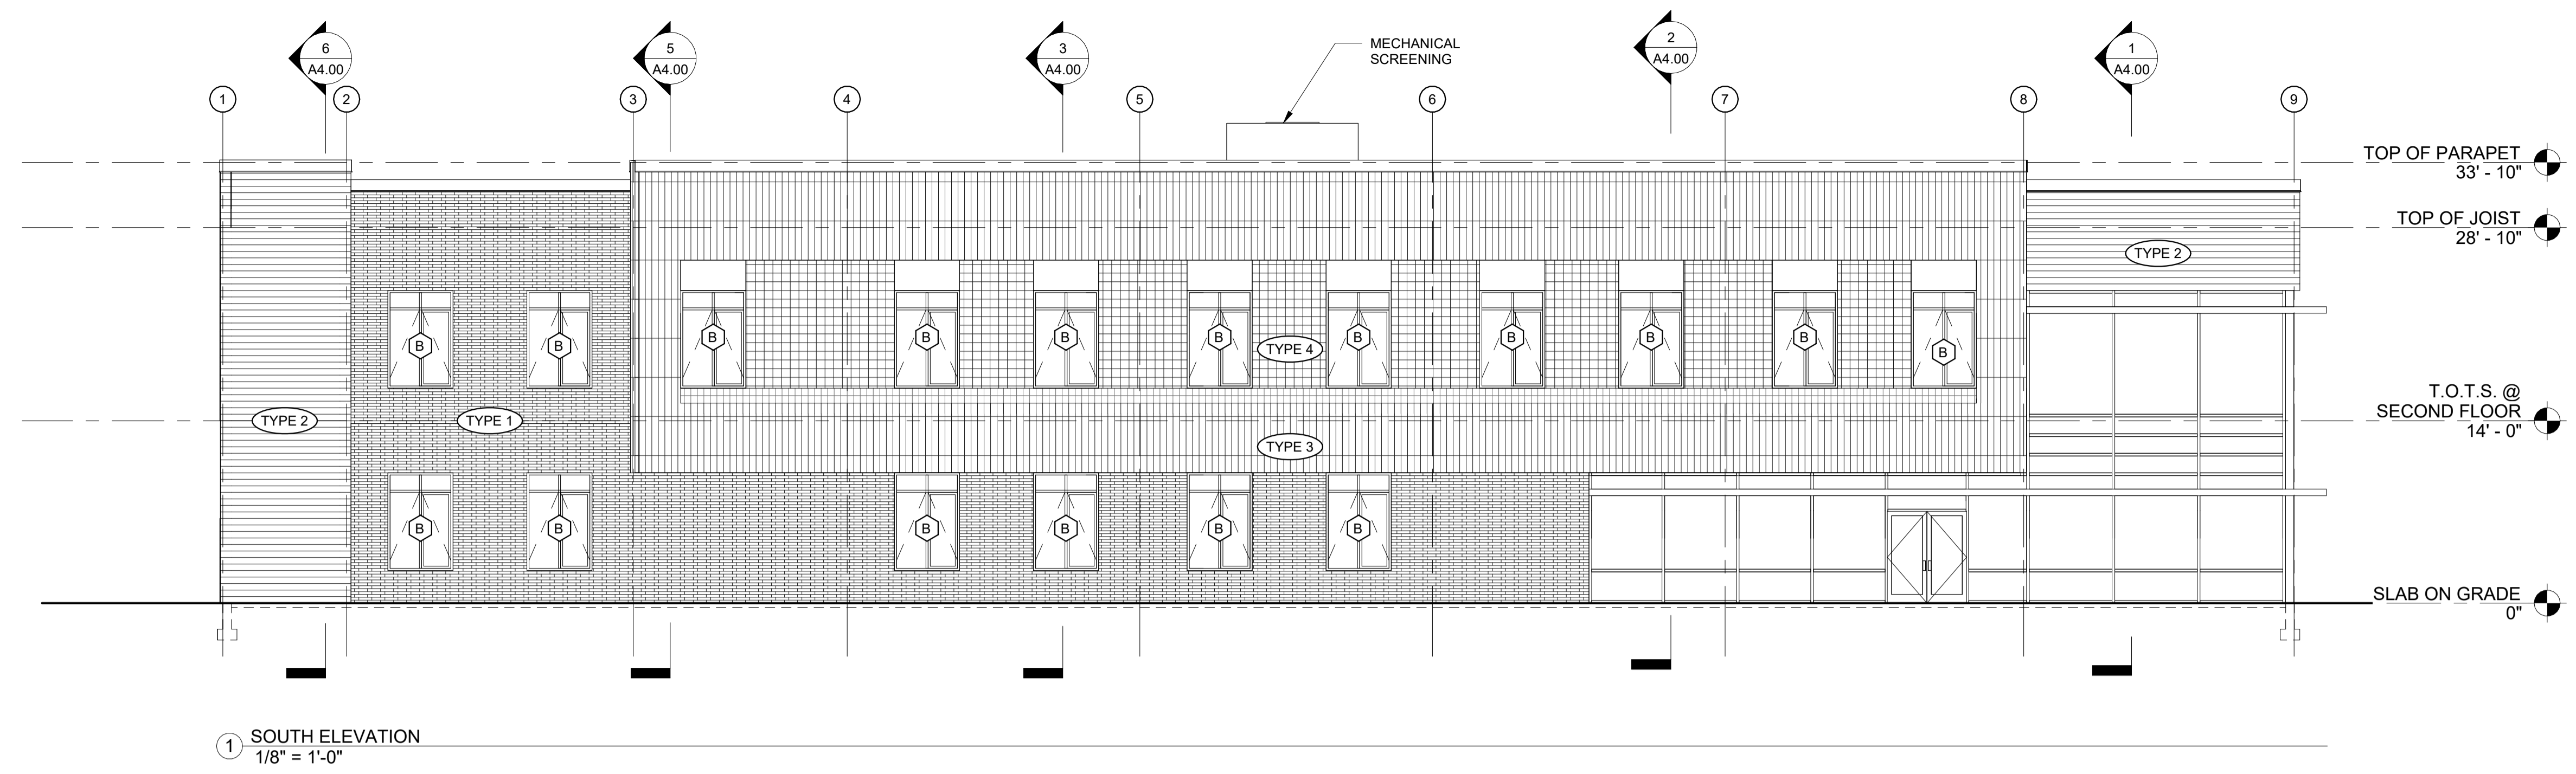 6
A4.00
5
A4.00
3
A4.00
MECHANICAL
SCREENING
2
A4.00
1
A4.00
1
2
3
4
5
6
7
8
9
TOP OF PARAPET
33' - 10"
TOP OF JOIST
28' - 10"
TYPE 2
B
B
B
B
B
B
B
B
B
B
B
TYPE 4
T.O.T.S. @
SECOND FLOOR
14' - 0"
TYPE 2
TYPE 1
TYPE 3
B
B
B
B
B
B
SLAB ON GRADE
0"
1
SOUTH ELEVATION
1/8" = 1'-0"